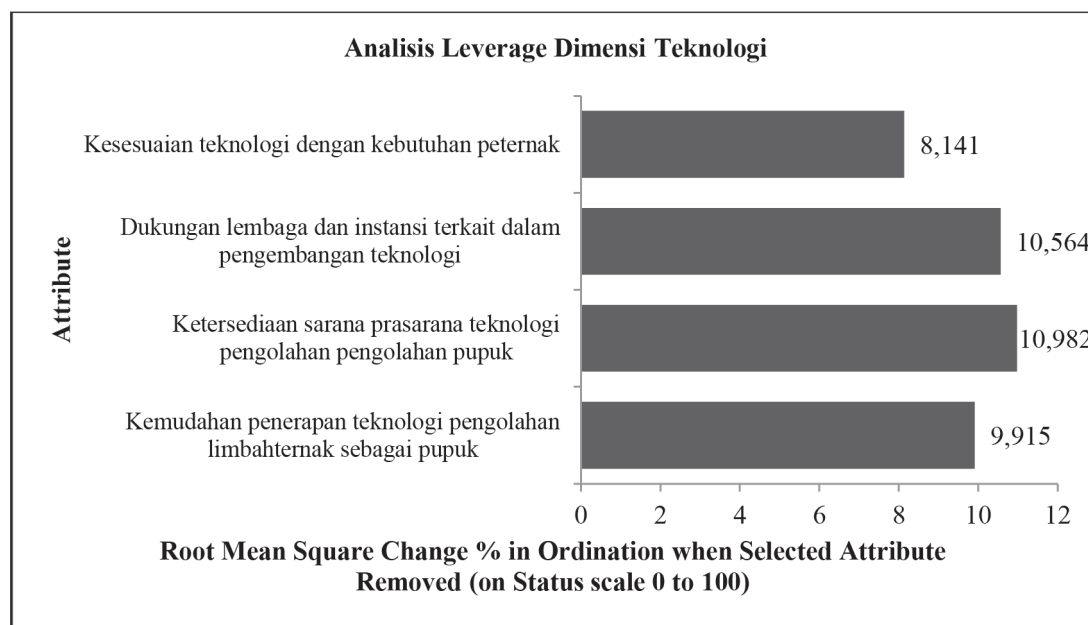 Analisis Leverage Dimensi Teknologi
Attribute
Kesesuaian teknologi dengan kebutuhan peternak
8,141
Dukungan lembaga dan instansi terkait dalam
pengembangan teknologi
10,564
Ketersediaan sarana prasarana teknologi
pengolahan pengolahan pupuk
10,982
Kemudahan penerapan teknologi pengolahan
limbahternak sebagai pupuk
9,915
0 2 4 6 8 10 12
Root Mean Square Change % in Ordination when Selected Attribute
Removed (on Status scale 0 to 100)